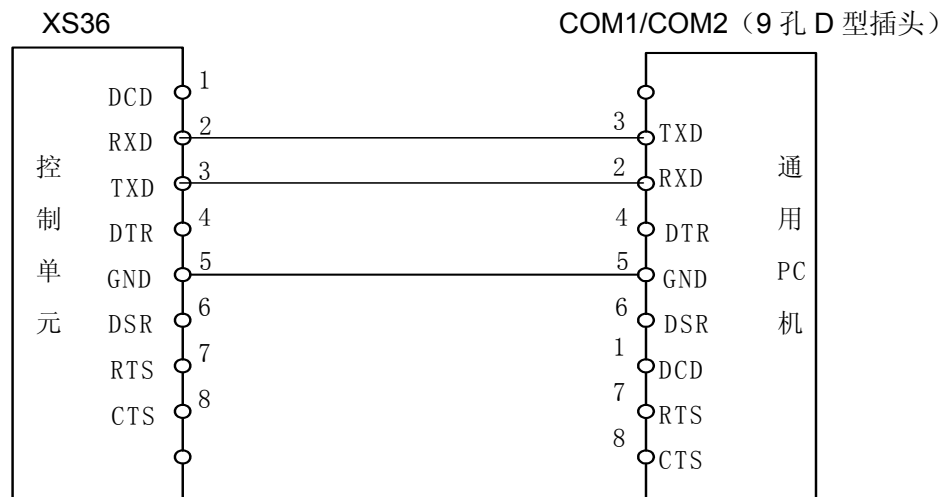 XS36
COM1/COM2（9 孔 D 型插头）
控制单元
DCD 1
RXD 2
TXD 3
DTR 4
GND 5
DSR 6
RTS 7
CTS 8
3 TXD
2 RXD
4 DTR
5 GND
6 DSR
1 DCD
7 RTS
8 CTS
通用PC机